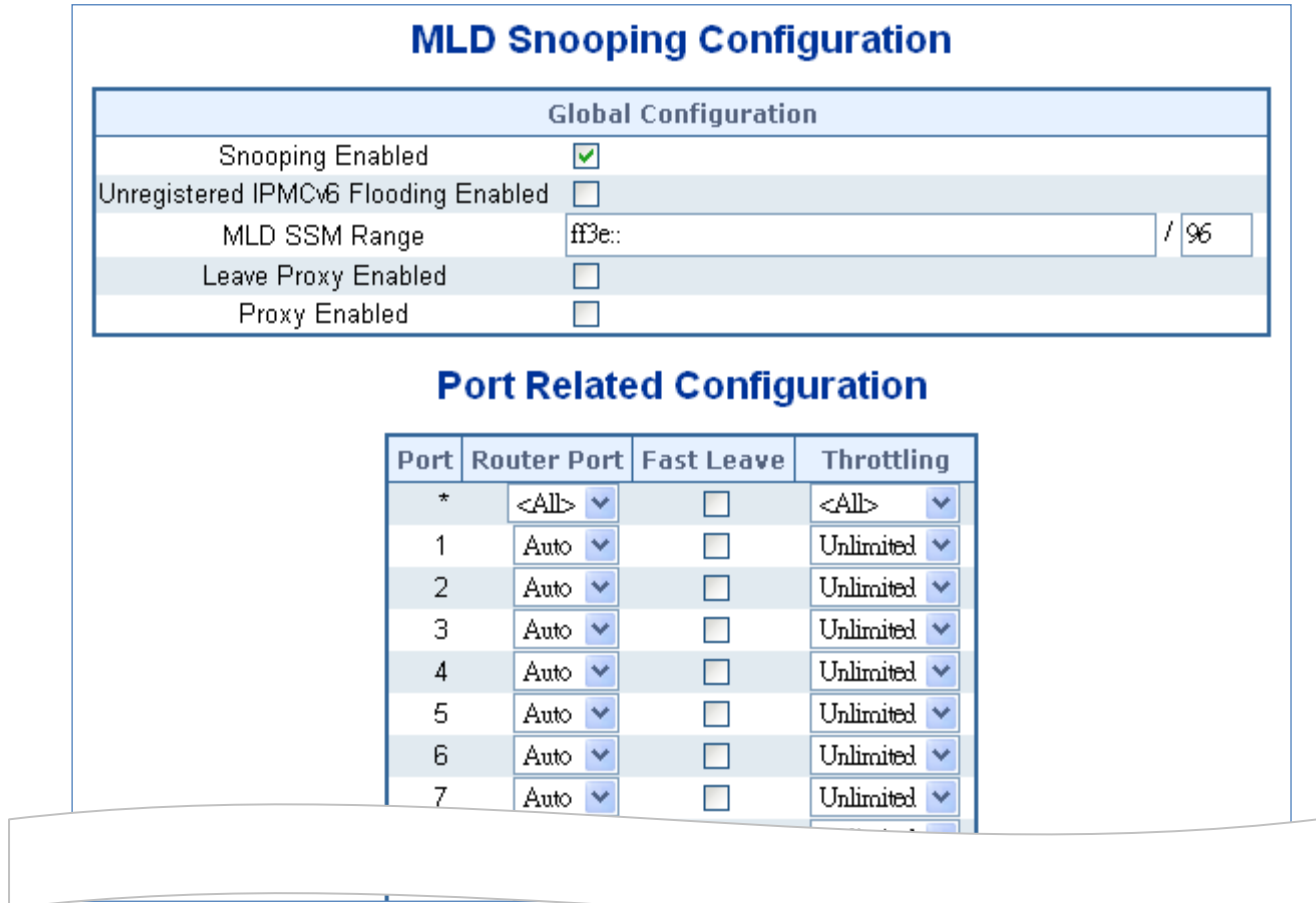 MLD Snooping Configuration
Global Configuration
Snooping Enabled
Unregistered IPMCv6 Flooding Enabled
MLD SSM Range ff3e:: / 96
Leave Proxy Enabled
Proxy Enabled
Port Related Configuration
Port Router Port Fast Leave Throttling
* <All> <All>
1 Auto Unlimited
2 Auto Unlimited
3 Auto Unlimited
4 Auto Unlimited
5 Auto Unlimited
6 Auto Unlimited
7 Auto Unlimited